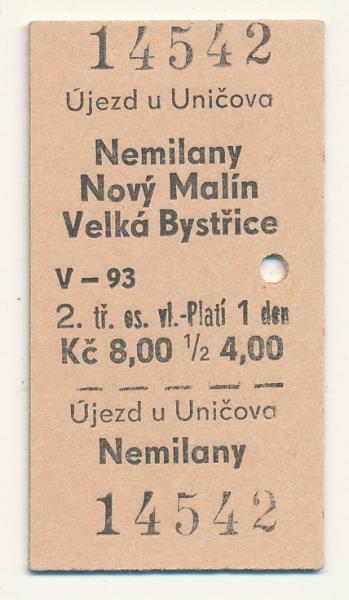 14542
Újezd u Uničova
Nemilany
Nový Malín
Velká Bystřice
V – 93
2. tř. os. vl.-Platí 1 den
Kč 8,00 ½ 4,00
Újezd u Uničova
Nemilany
14542